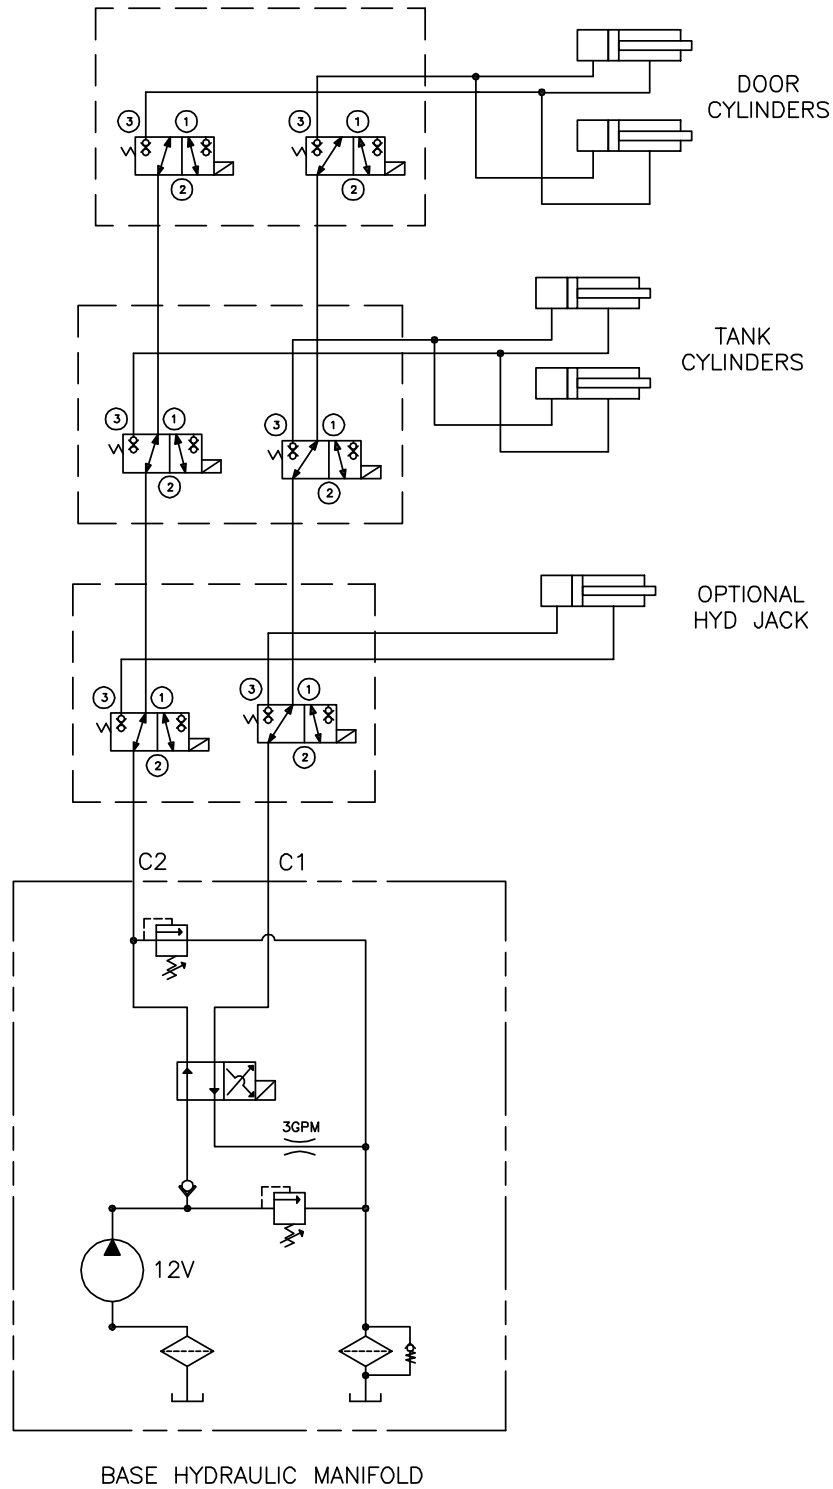 DOOR
CYLINDERS
3 1 3 1
2 2
TANK
CYLINDERS
3 1 3 1
2 2
OPTIONAL
HYD JACK
3 1 3 1
2 2
C2 C1
3GPM
12V
BASE HYDRAULIC MANIFOLD